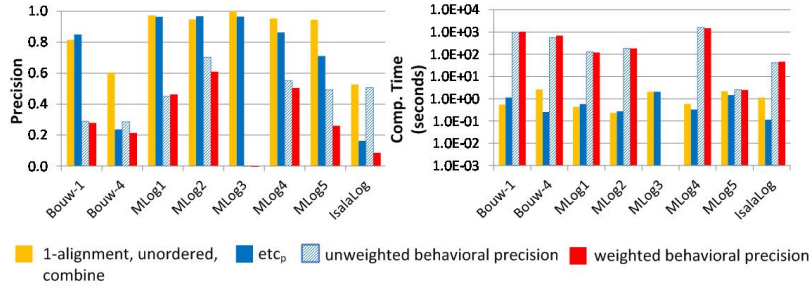 1.0
0.8
0.6
0.4
0.2
0.0
Precision
Bouw-1
Bouw-4
MLog1
MLog2
MLog3
MLog4
MLog5
IsalaLog
1.0E+04
1.0E+03
1.0E+02
1.0E+01
1.0E+00
1.0E-01
1.0E-02
1.0E-03
Comp. Time
(seconds)
Bouw-1
Bouw-4
MLog1
MLog2
MLog3
MLog4
MLog5
IsalaLog
1-alignment, unordered,
combine
etcp
unweighted behavioral precision
weighted behavioral precision